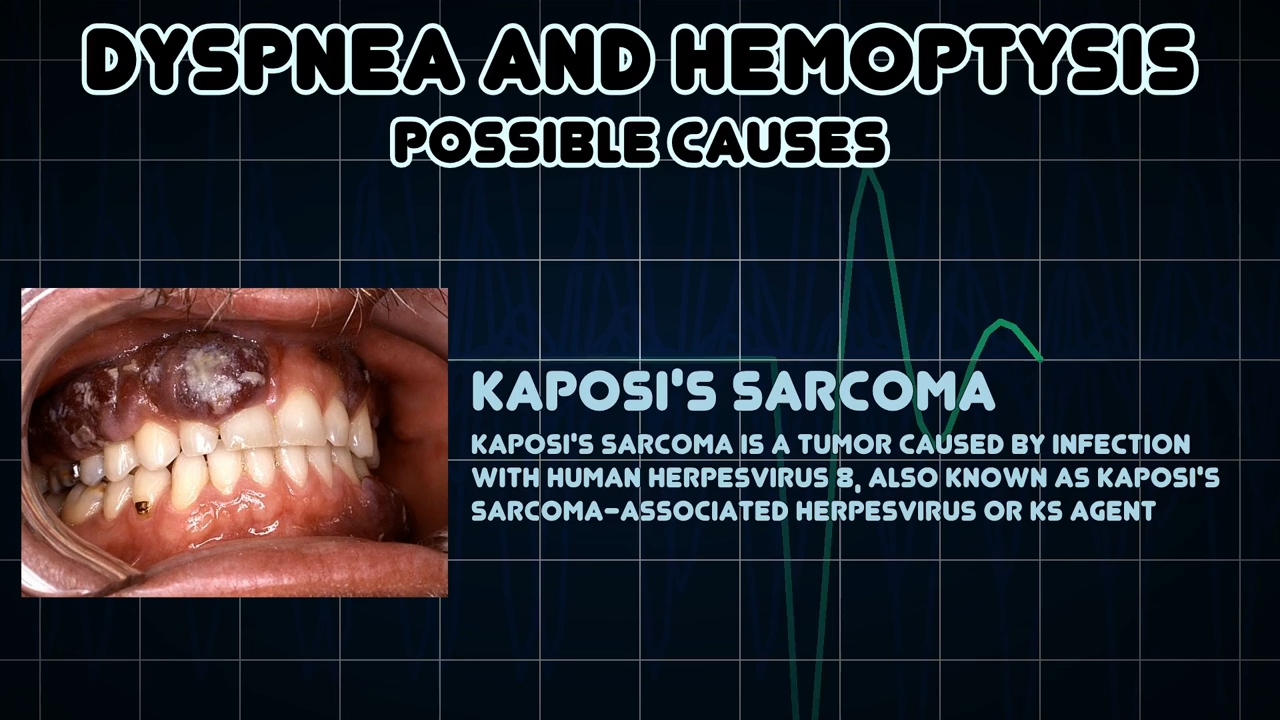 DYSPNEA AND HEMOPTYSIS
POSSIBLE CAUSES
KAPOSI'S SARCOMA
KAPOSI'S SARCOMA IS A TUMOR CAUSED BY INFECTION
WITH HUMAN HERPESVIRUS 8, ALSO KNOWN AS KAPOSI'S
SARCOMA-ASSOCIATED HERPESVIRUS OR KS AGENT